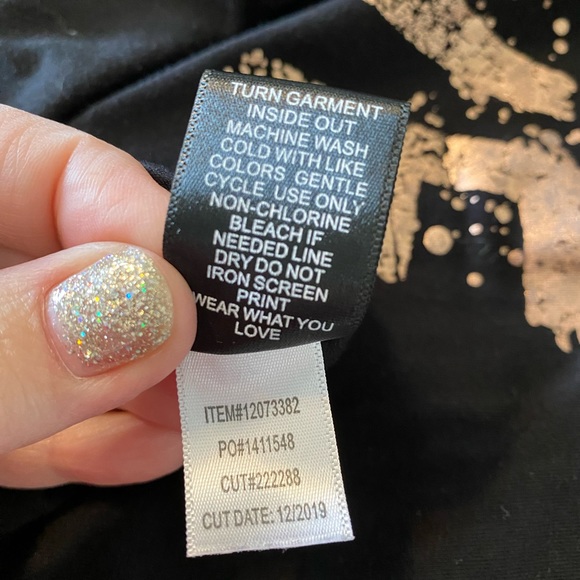 TURN GARMENT
INSIDE OUT
MACHINE WASH
COLD WITH LIKE
COLORS GENTLE
CYCLE USE ONLY
NON-CHLORINE
BLEACH IF
NEEDED LINE
DRY DO NOT
IRON SCREEN
PRINT
WEAR WHAT YOU
LOVE
ITEM#12073382
PO#1411548
CUT#222288
CUT DATE: 12/2019